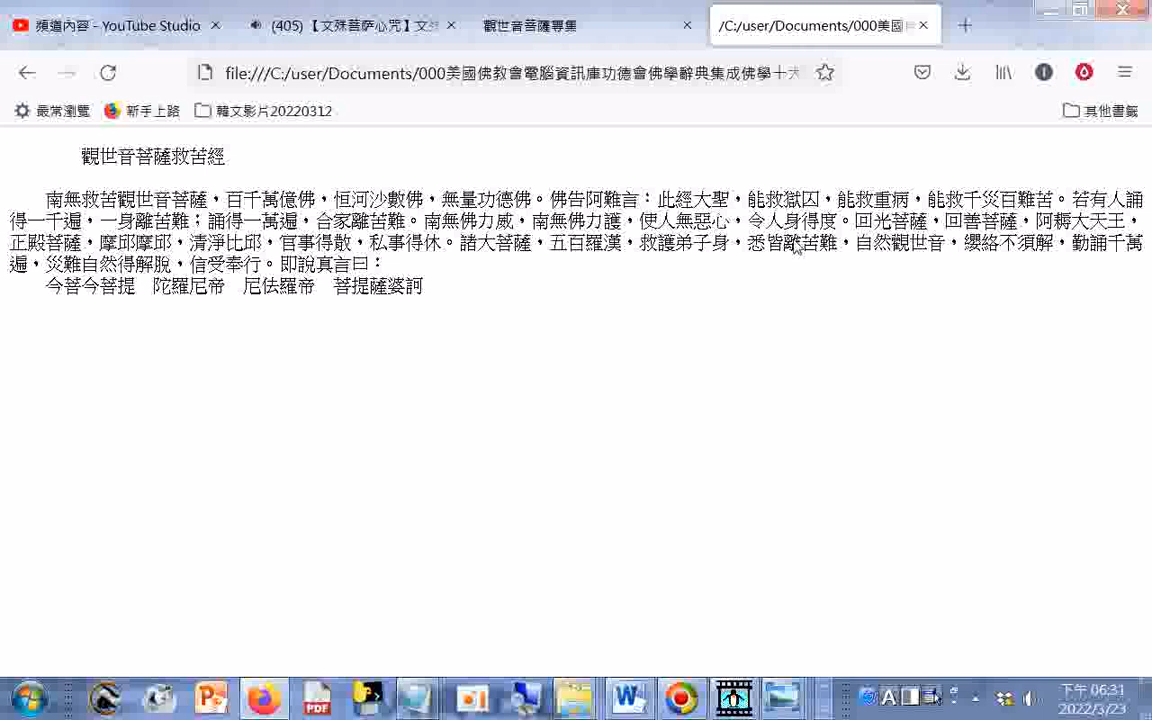 頻道內容 - YouTube Studio
(405) 【文殊菩萨心咒】文
觀世音菩薩專集
/C:/user/Documents/000美國
file:///C:/user/Documents/000美國佛教會電腦資訊庫功德會佛學辭典集成佛學十大
最常瀏覽 新手上路 韓文影片20220312 其他書籤
觀世音菩薩救苦經
南無救苦觀世音菩薩，百千萬億佛，恒河沙數佛，無量功德佛。佛告阿難言：此經大聖，能救獄囚，能救重病，能救千災百難苦。若有人誦
得一千遍，一身離苦難；誦得一萬遍，合家離苦難。南無佛力威，南無佛力護，使人無惡心，令人身得度。回光菩薩，回善菩薩，阿耨大天王，
正殿菩薩，摩邱摩邱，清淨比邱，官事得散，私事得休。諸大菩薩，五百羅漢，救護弟子身，悉皆離苦難，自然觀世音，纓絡不須解，勤誦千萬
遍，災難自然得解脫，信受奉行。即說真言曰：
今菩今菩提　陀羅尼帝　尼佉羅帝　菩提薩婆訶
下午 06:31
2022/3/23